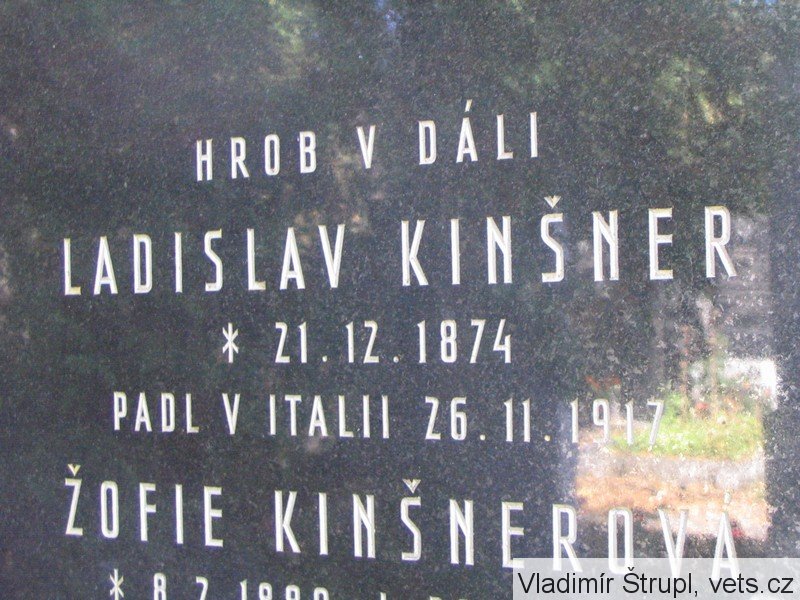 HROB V DÁLI
LADISLAV KINŠNER
* 21.12.1874
PADL V ITALII 26.11.1917
ŽOFIE KINŠNEROVÁ
Vladimír Štrupl, vets.cz